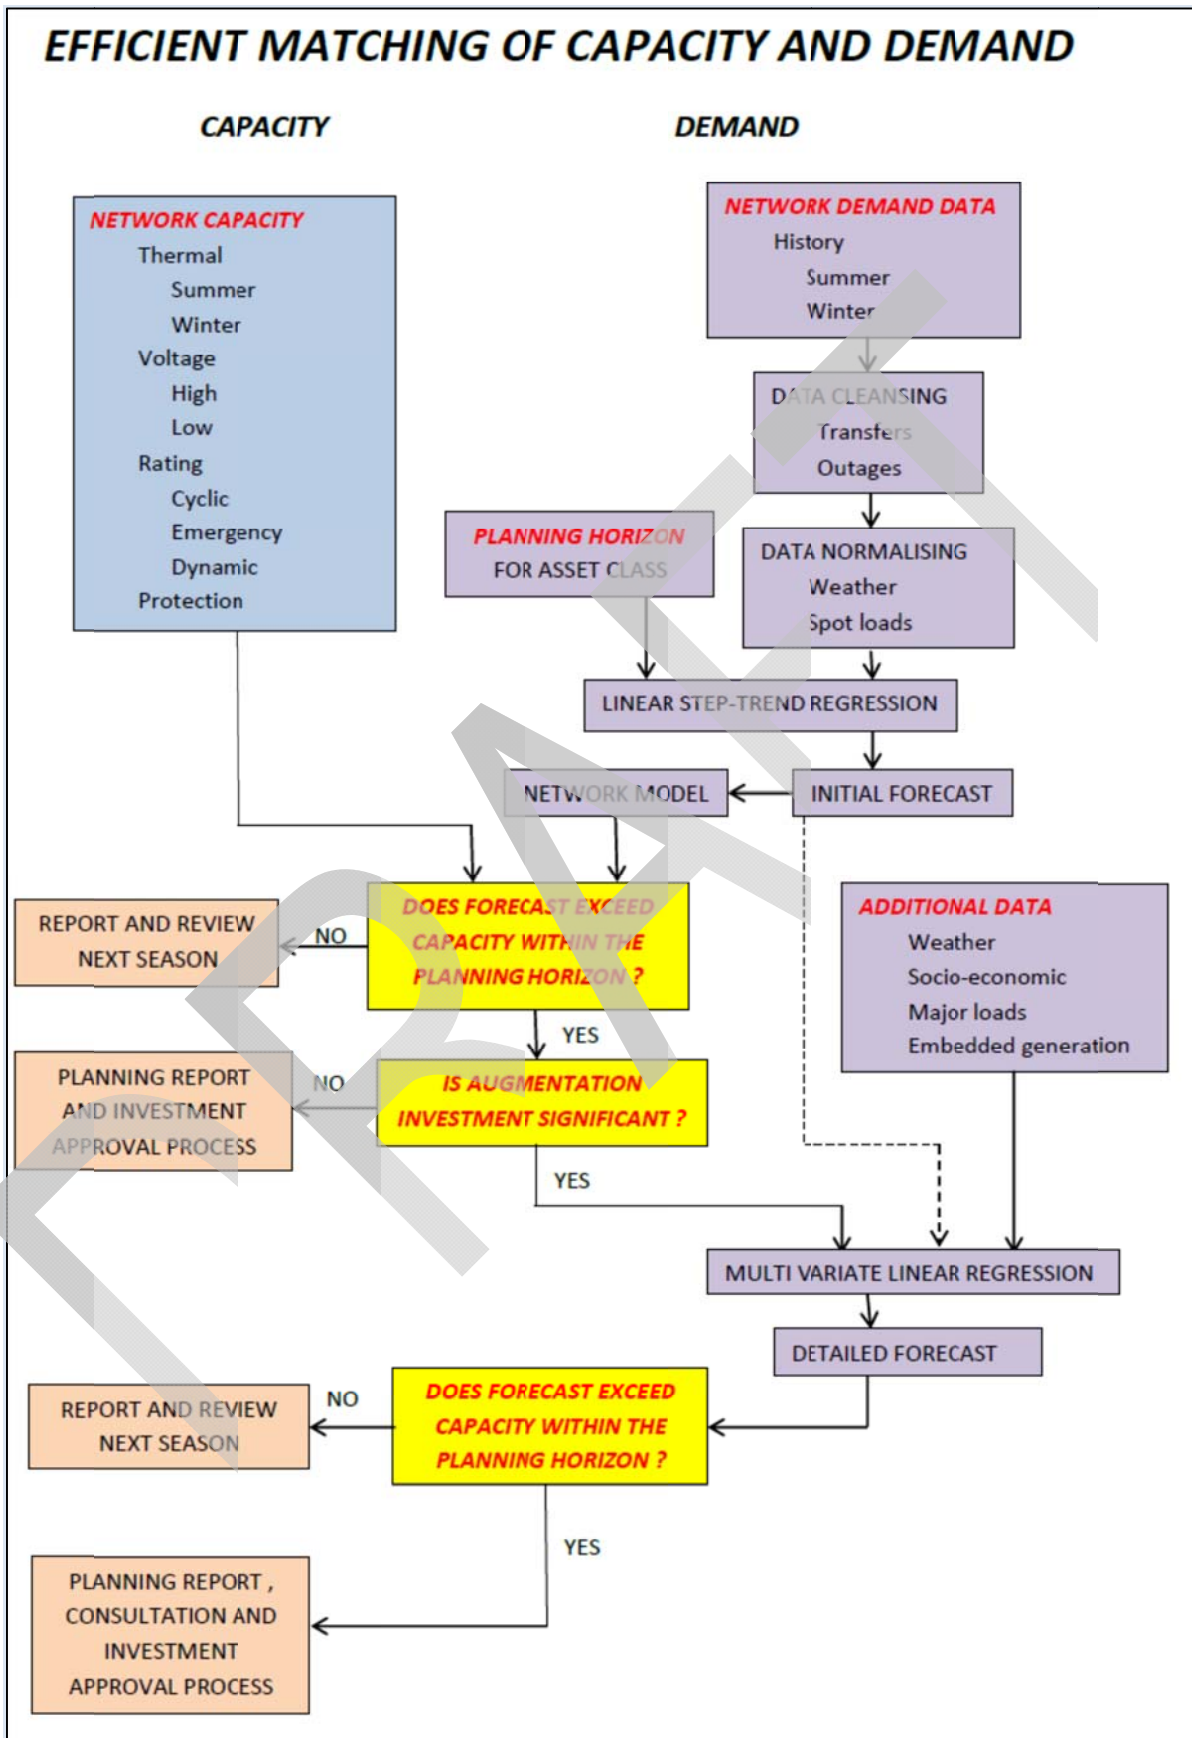 EFFICIENT MATCHING OF CAPACITY AND DEMAND
CAPACITY
DEMAND
NETWORK CAPACITY
Thermal
Summer
Winter
Voltage
High
Low
Rating
Cyclic
Emergency
Dynamic
Protection
NETWORK DEMAND DATA
History
Summer
Winter
DATA CLEANSING
Transfers
Outages
PLANNING HORIZON
FOR ASSET CLASS
DATA NORMALISING
Weather
Spot loads
LINEAR STEP-TREND REGRESSION
NETWORK MODEL
INITIAL FORECAST
DOES FORECAST EXCEED
CAPACITY WITHIN THE
PLANNING HORIZON ?
NO
REPORT AND REVIEW
NEXT SEASON
ADDITIONAL DATA
Weather
Socio-economic
Major loads
Embedded generation
YES
IS AUGMENTATION
INVESTMENT SIGNIFICANT ?
NO
PLANNING REPORT
AND INVESTMENT
APPROVAL PROCESS
YES
MULTI VARIATE LINEAR REGRESSION
DETAILED FORECAST
DOES FORECAST EXCEED
CAPACITY WITHIN THE
PLANNING HORIZON ?
NO
REPORT AND REVIEW
NEXT SEASON
YES
PLANNING REPORT ,
CONSULTATION AND
INVESTMENT
APPROVAL PROCESS